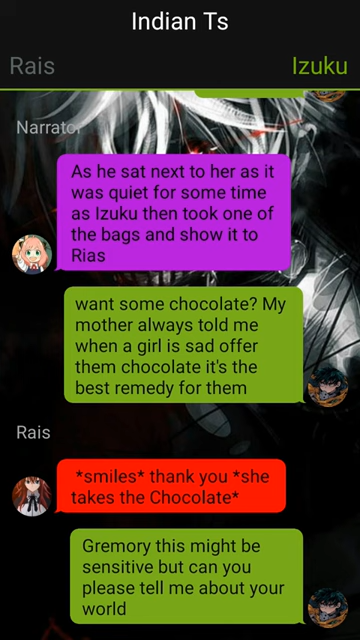 Indian Ts
Rais
Izuku
Narrator
As he sat next to her as it
was quiet for some time
as Izuku then took one of
the bags and show it to
Rias
want some chocolate? My
mother always told me
when a girl is sad offer
them chocolate it's the
best remedy for them
Rais
*smiles* thank you *she
takes the Chocolate*
Gremory this might be
sensitive but can you
please tell me about your
world